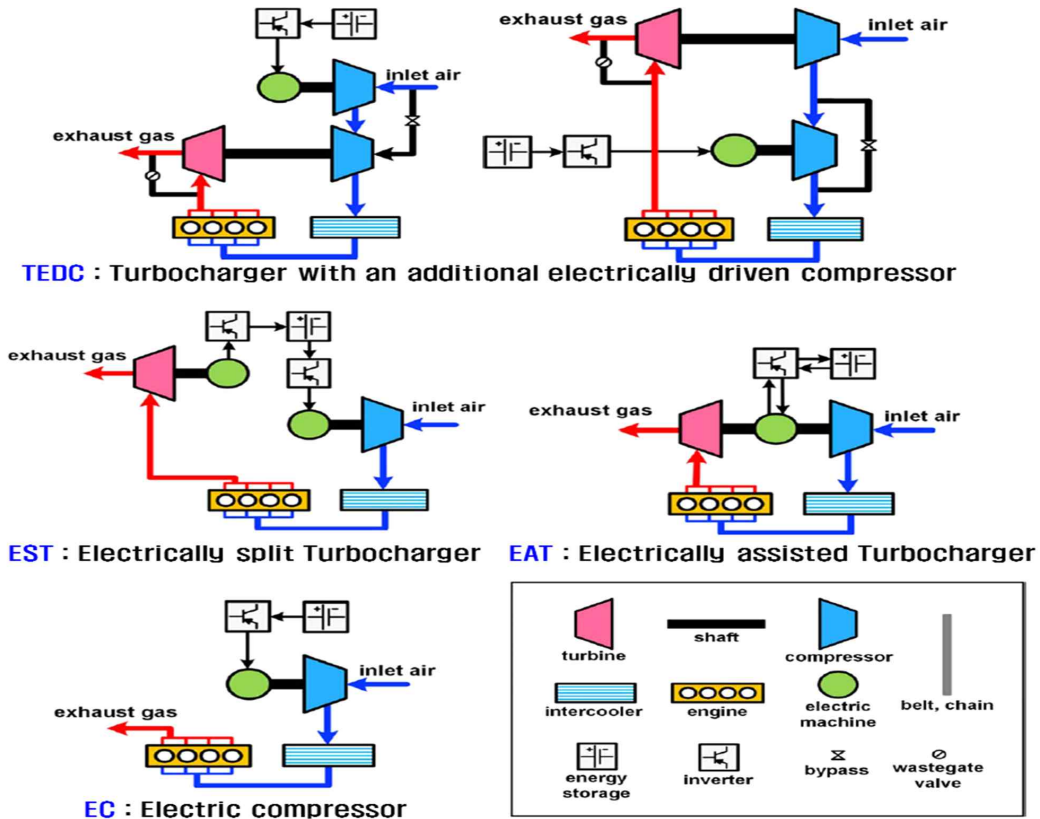 exhaust gas
inlet air
inlet air
exhaust gas
TEDC : Turbocharger with an additional electrically driven compressor
exhaust gas
inlet air
EST : Electrically split Turbocharger
exhaust gas
inlet air
EAT : Electrically assisted Turbocharger
inlet air
exhaust gas
EC : Electric compressor
turbine
shaft
compressor
belt, chain
intercooler
engine
electric
machine
energy
storage
inverter
bypass
wastegate
valve